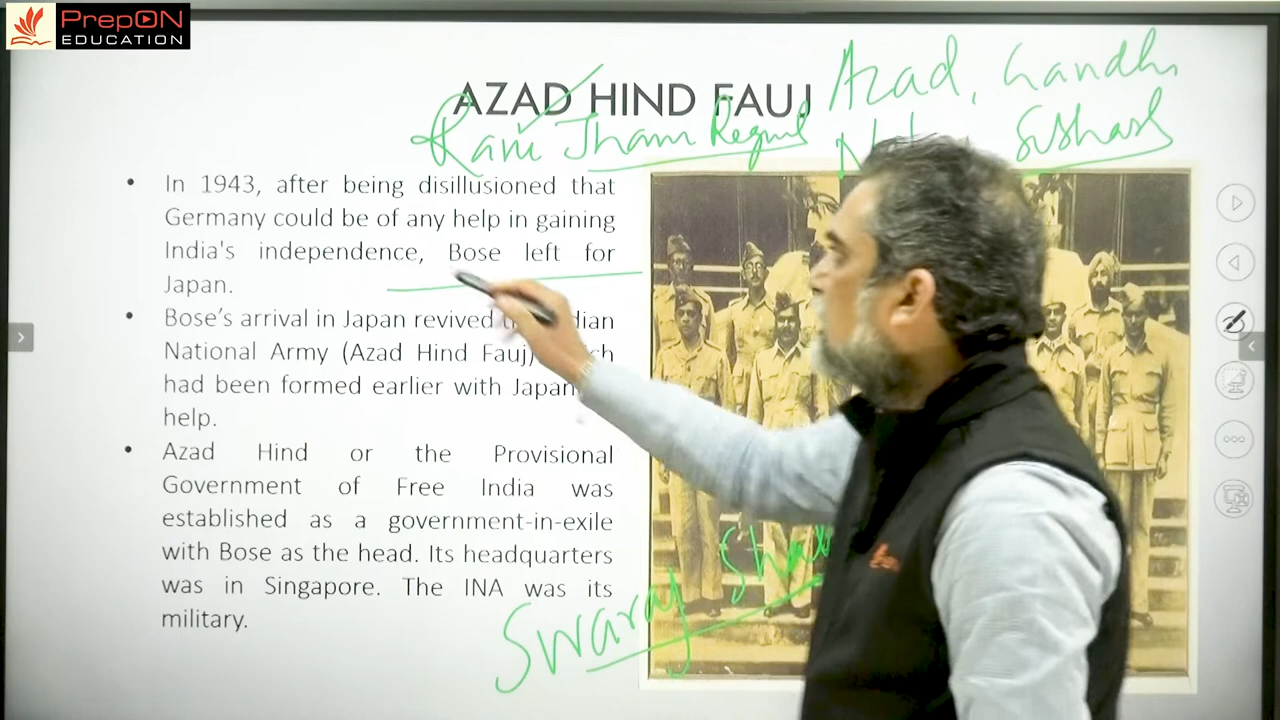 PrepON
EDUCATION
AZAD HIND FAUJ
Azad, Gandhi
Rani Jhansi Regmt
Subhash
• In 1943, after being disillusioned that
Germany could be of any help in gaining
India's independence, Bose left for
Japan.
• Bose's arrival in Japan revived Indian
National Army (Azad Hind Fauj)
had been formed earlier with Japan
help.
• Azad Hind or the Provisional
Government of Free India was
established as a government-in-exile
with Bose as the head. Its headquarters
was in Singapore. The INA was its
military.
Swaraj